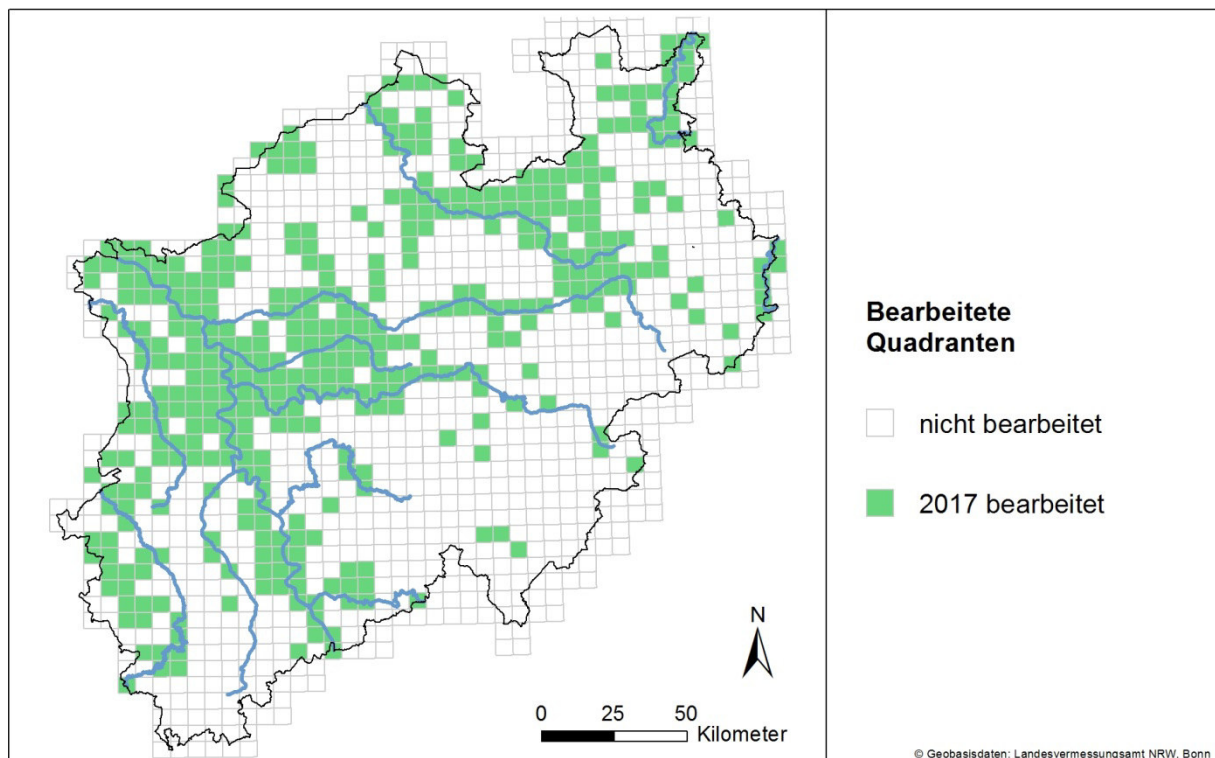 N
0 25 50
Kilometer
Bearbeitete
Quadranten
nicht bearbeitet
2017 bearbeitet
© Geobasisdaten: Landesvermessungsamt NRW, Bonn